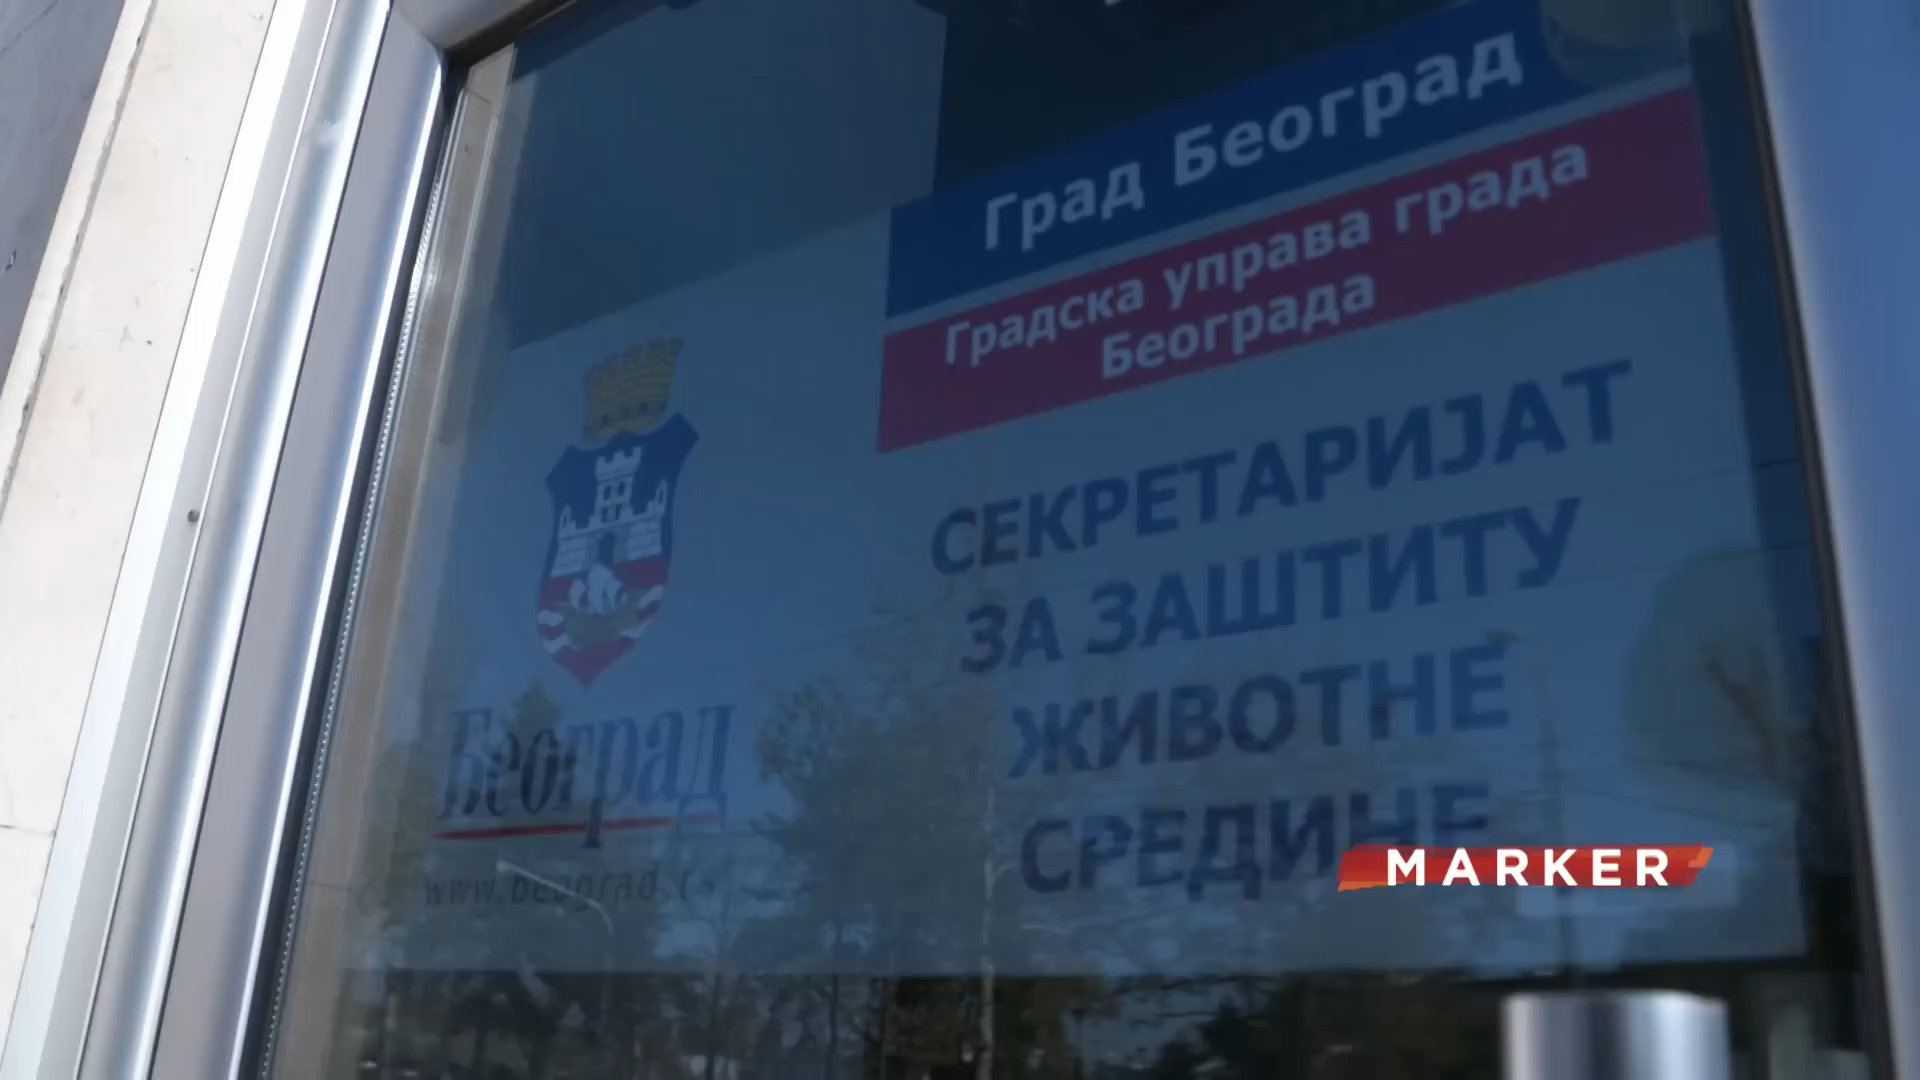 Град Београд
Градска управа града
Београда
СЕКРЕТАРИЈАТ
ЗА ЗАШТИТУ
ЖИВОТНЕ
СРЕДИНЕ
Београд
MARKER